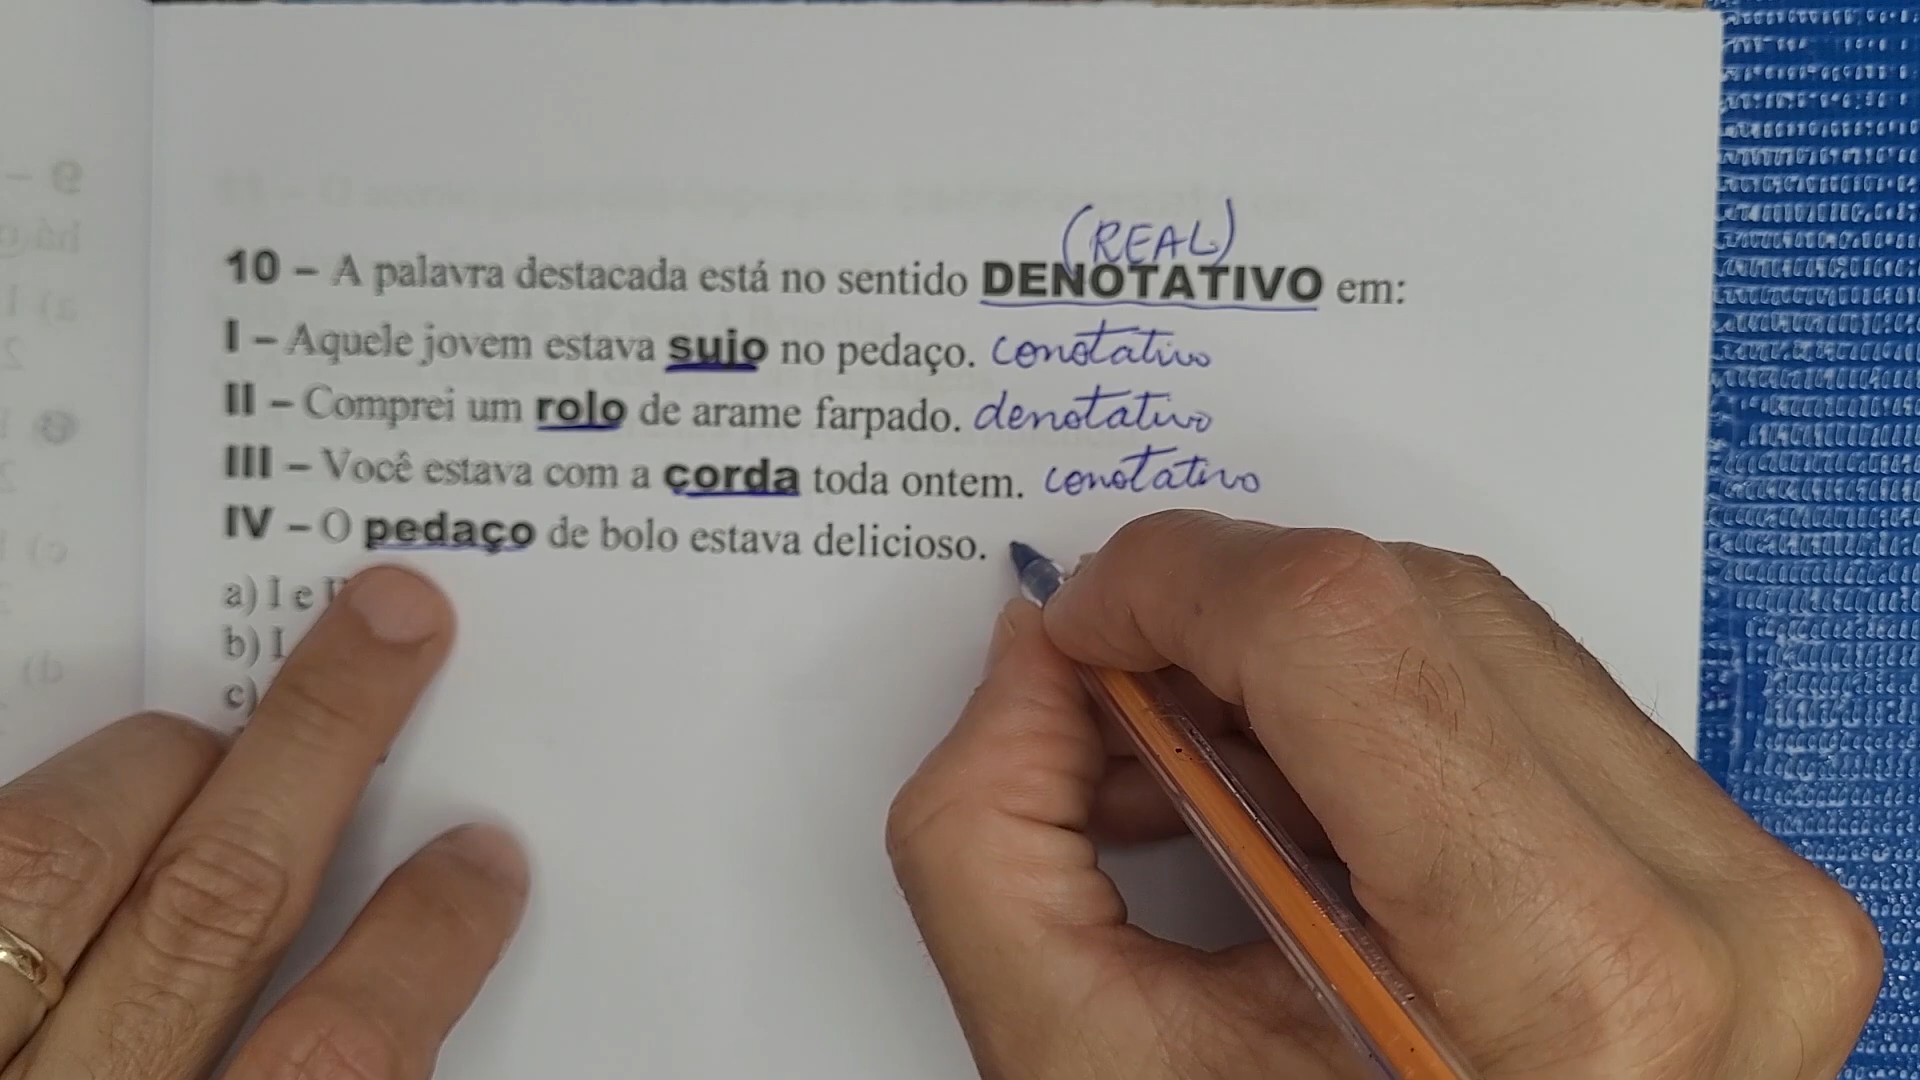 (REAL)
10 – A palavra destacada está no sentido DENOTATIVO em:
I – Aquele jovem estava sujo no pedaço. conotativo
II – Comprei um rolo de arame farpado. denotativo
III – Você estava com a corda toda ontem. conotativo
IV – O pedaço de bolo estava delicioso.
a) I e
b) I
c)